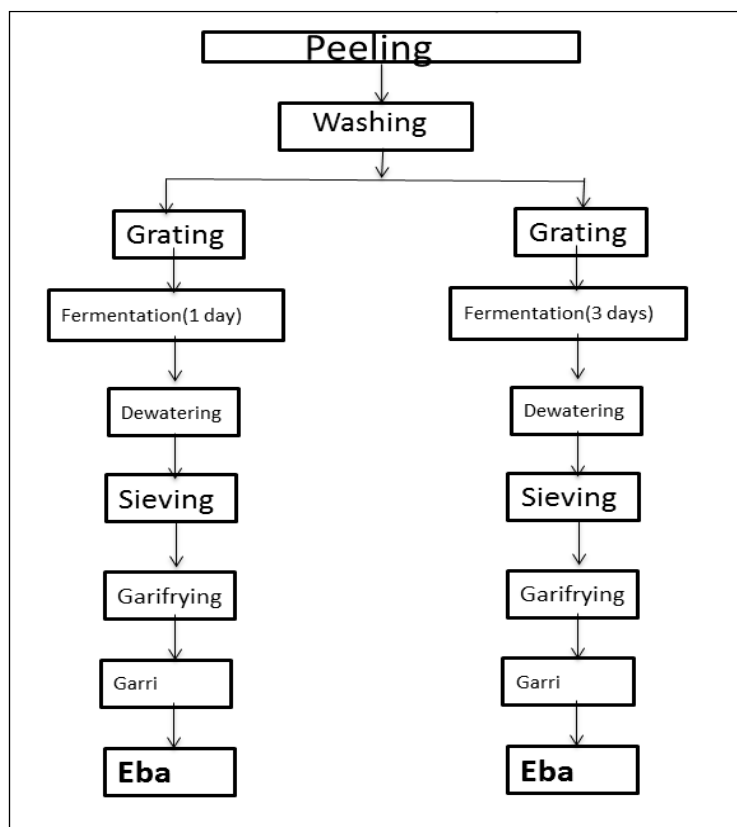 Peeling
Washing
Grating
Fermentation(1 day)
Dewatering
Sieving
Garifrying
Garri
Eba
Grating
Fermentation(3 days)
Dewatering
Sieving
Garifrying
Garri
Eba